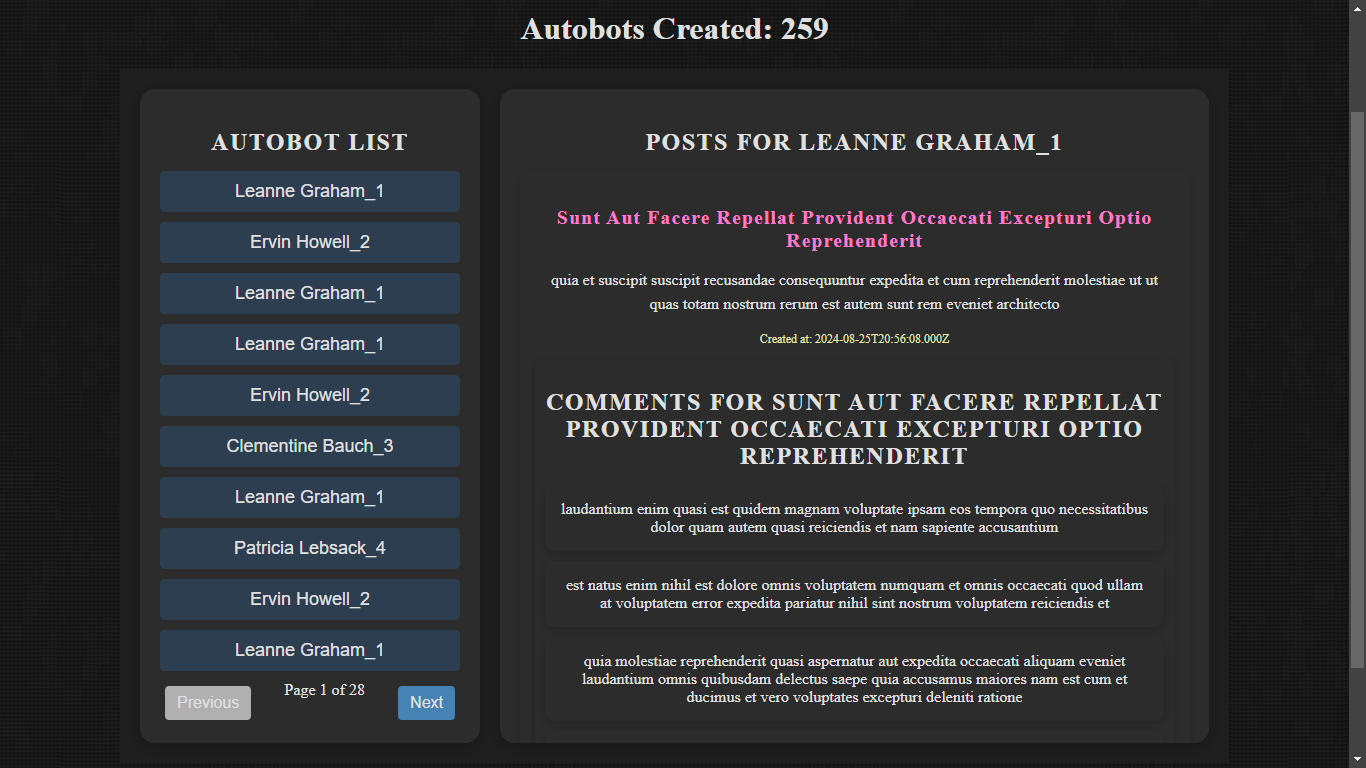 Autobots Created: 259
AUTOBOT LIST
Leanne Graham_1
Ervin Howell_2
Leanne Graham_1
Leanne Graham_1
Ervin Howell_2
Clementine Bauch_3
Leanne Graham_1
Patricia Lebsack_4
Ervin Howell_2
Leanne Graham_1
Previous
Page 1 of 28
Next
POSTS FOR LEANNE GRAHAM_1
Sunt Aut Facere Repellat Provident Occaecati Excepturi Optio
Reprehenderit
quia et suscipit suscipit recusandae consequuntur expedita et cum reprehenderit molestiae ut ut
quas totam nostrum rerum est autem sunt rem eveniet architecto
Created at: 2024-08-25T20:56:08.000Z
COMMENTS FOR SUNT AUT FACERE REPELLAT
PROVIDENT OCCAECATI EXCEPTURI OPTIO
REPREHENDERIT
laudantium enim quasi est quidem magnam voluptate ipsam eos tempora quo necessitatibus
dolor quam autem quasi reiciendis et nam sapiente accusantium
est natus enim nihil est dolore omnis voluptatem numquam et omnis occaecati quod ullam
at voluptatem error expedita pariatur nihil sint nostrum voluptatem reiciendis et
quia molestiae reprehenderit quasi aspernatur aut expedita occaecati aliquam eveniet
laudantium omnis quibusdam delectus saepe quia accusamus maiores nam est cum et
ducimus et vero voluptates excepturi deleniti ratione